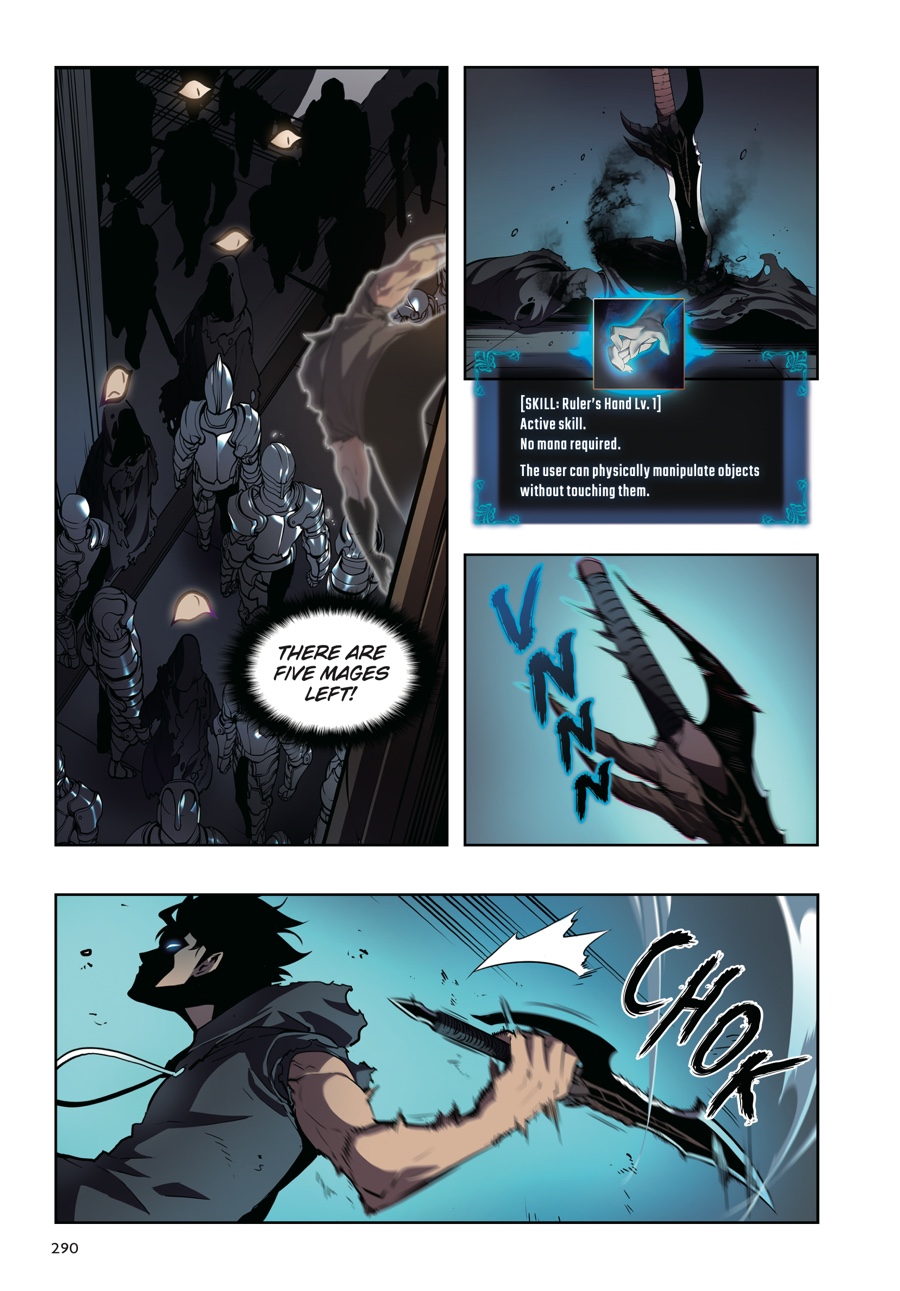 THERE ARE
FIVE MAGES
LEFT!
[SKILL: Ruler's Hand Lv. 1]
Active skill.
No mana required.
The user can physically manipulate objects
without touching them.
VNNN
CHOK
290